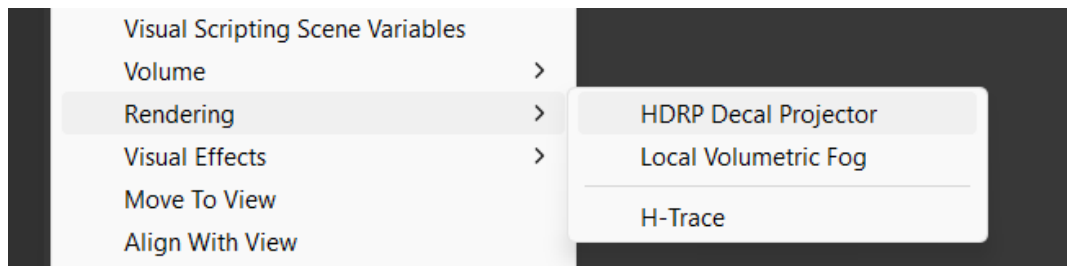 Visual Scripting Scene Variables
Volume
Rendering
HDRP Decal Projector
Visual Effects
Local Volumetric Fog
Move To View
H-Trace
Align With View